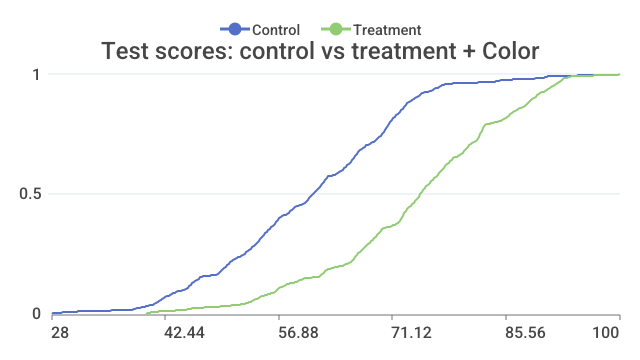 Control Treatment
Test scores: control vs treatment + Color
1
0.5
0
28 42.44 56.88 71.12 85.56 100